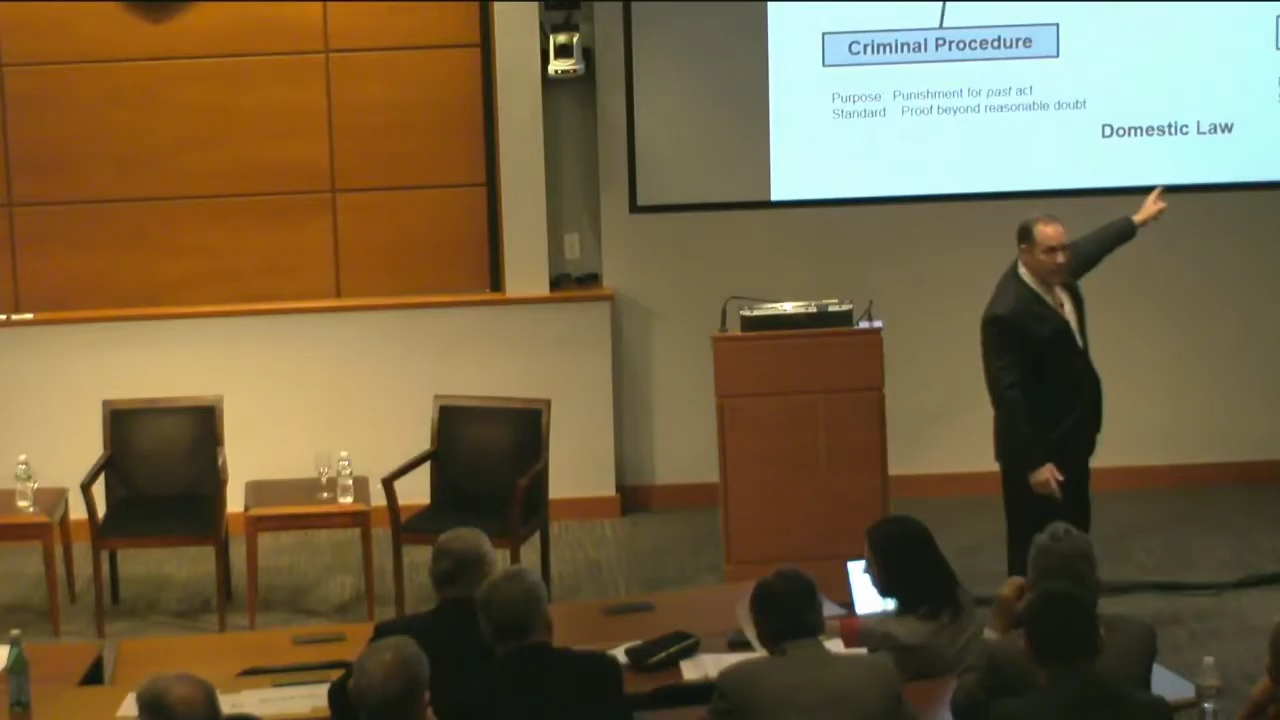 Criminal Procedure
Purpose: Punishment for past act
Standard Proof beyond reasonable doubt
Domestic Law